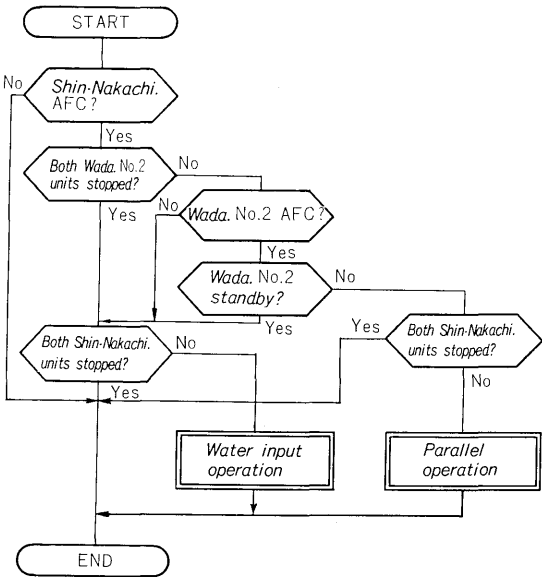 START
No
Shin-Nakachi.
AFC?
Yes
Both Wada. No.2
units stopped?
No
Yes
No
Wada. No.2 AFC?
Yes
Wada. No.2
standby?
No
Yes
Both Shin-Nakachi.
units stopped?
No
Yes
Yes
Both Shin-Nakachi.
units stopped?
No
Water input
operation
Parallel
operation
END